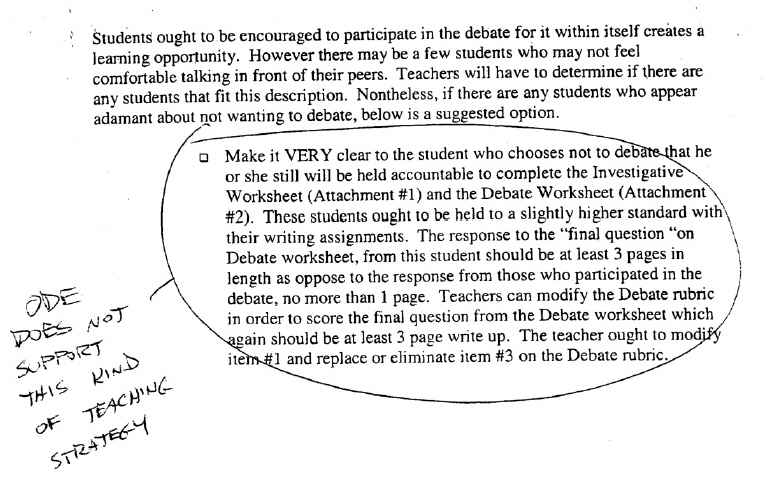 Students ought to be encouraged to participate in the debate for it within itself creates a
learning opportunity. However there may be a few students who may not feel
comfortable talking in front of their peers. Teachers will have to determine if there are
any students that fit this description. Nontheless, if there are any students who appear
adamant about not wanting to debate, below is a suggested option.
Make it VERY clear to the student who chooses not to debate that he
or she still will be held accountable to complete the Investigative
Worksheet (Attachment #1) and the Debate Worksheet (Attachment
#2). These students ought to be held to a slightly higher standard with
their writing assignments. The response to the "final question "on
Debate worksheet, from this student should be at least 3 pages in
length as oppose to the response from those who participated in the
debate, no more than 1 page. Teachers can modify the Debate rubric
in order to score the final question from the Debate worksheet which
again should be at least 3 page write up. The teacher ought to modify
item #1 and replace or eliminate item #3 on the Debate rubric.
ODE
DOES NOT
SUPPORT
THIS KIND
OF TEACHING
STRATEGY